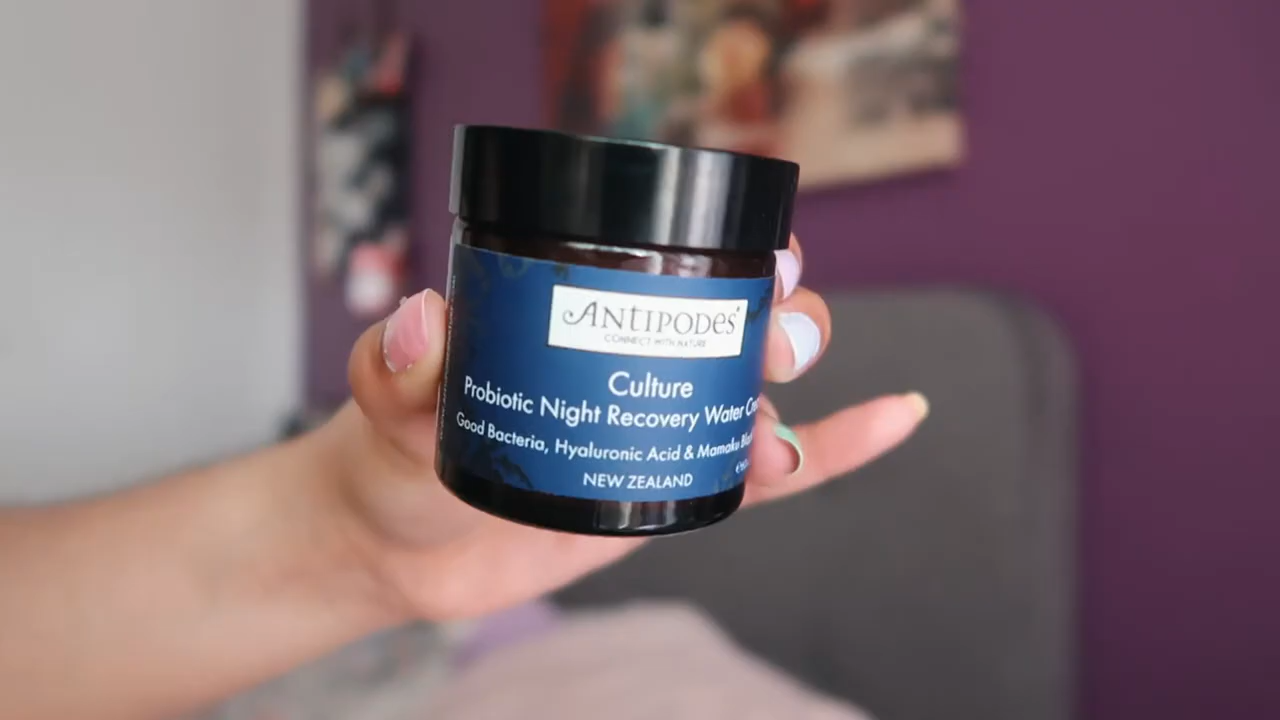 ANTIPODES
CONNECT WITH NATURE
Culture
Probiotic Night Recovery Water
Good Bacteria, Hyaluronic Acid & Mamaku
NEW ZEALAND